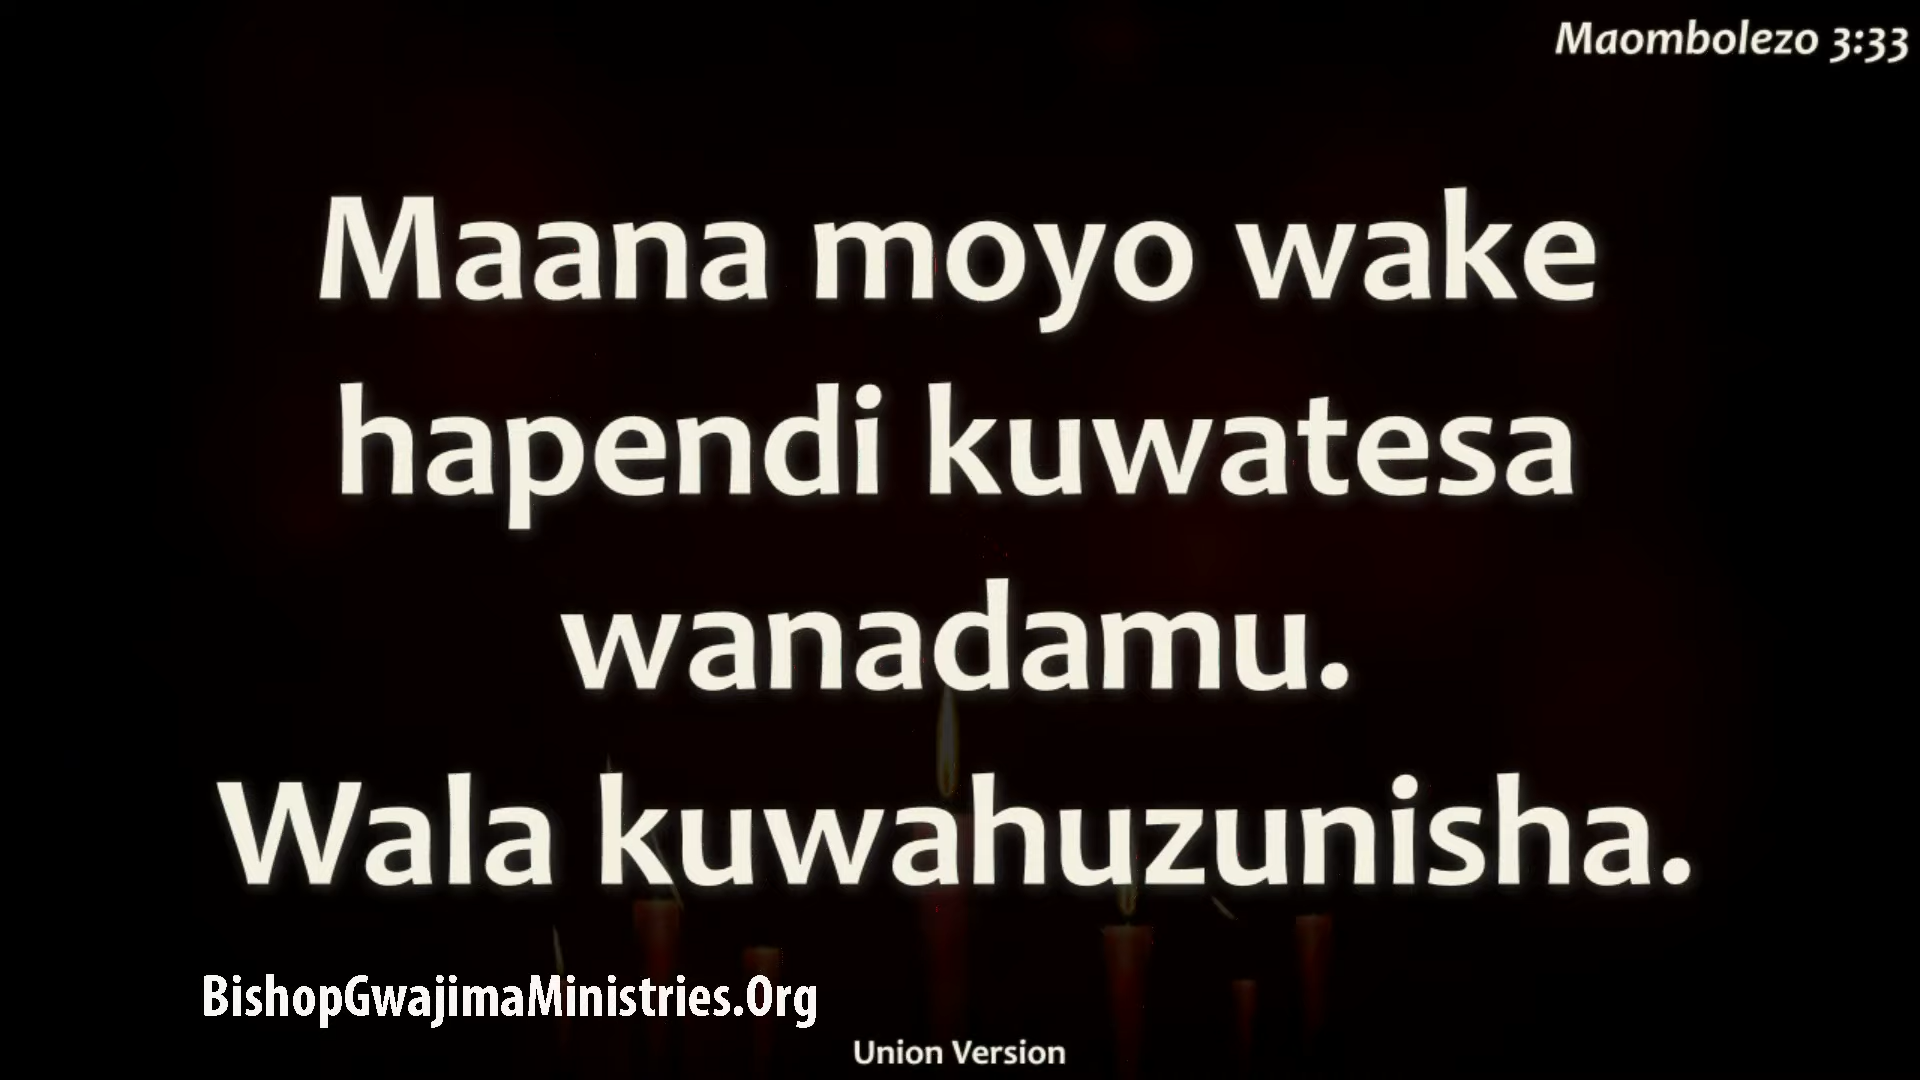 Maombolezo 3:33
Maana moyo wake
hapendi kuwatesa
wanadamu.
Wala kuwahuzunisha.
BishopGwajimaMinistries.Org
Union Version